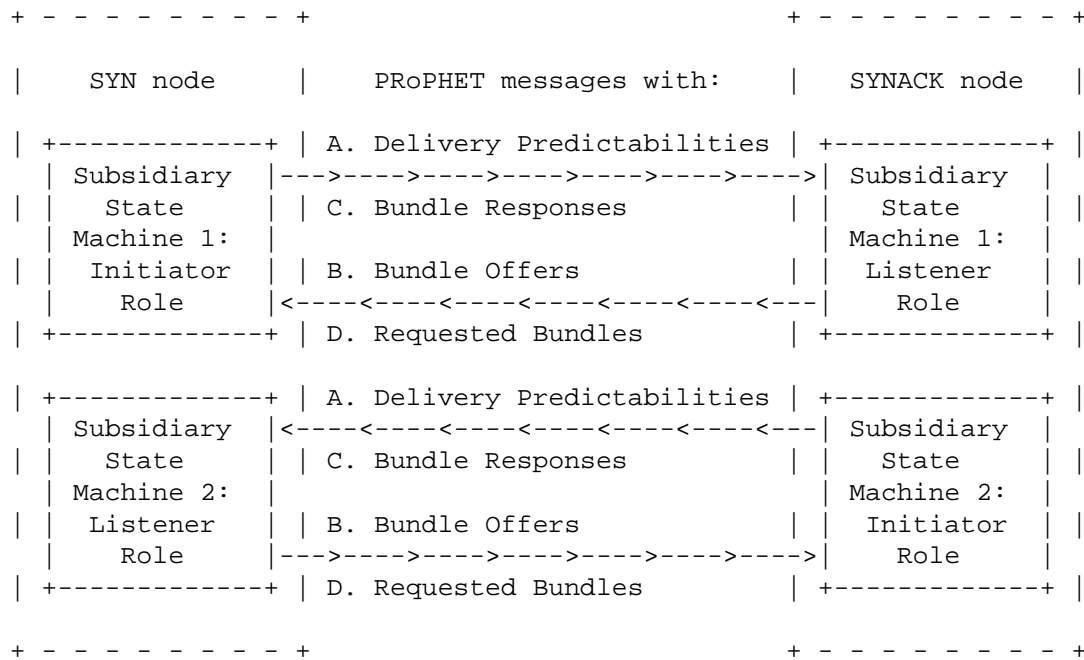 + - - - - - - - - +                              + - - - - - - - - +
|    SYN node     |    PRoPHET messages with:    |   SYNACK node   |
| +-------------+ | A. Delivery Predictabilities | +-------------+ |
  | Subsidiary  |--->---->---->---->---->---->---->| Subsidiary  |
| |   State     | | C. Bundle Responses          | |   State     | |
  | Machine 1:  |                                  | Machine 1:  |
| |  Initiator  | | B. Bundle Offers             | |  Listener   | |
  |    Role     |<----<----<----<----<----<----<---|    Role     |
| +-------------+ | D. Requested Bundles         | +-------------+ |
| +-------------+ | A. Delivery Predictabilities | +-------------+ |
  | Subsidiary  |<----<----<----<----<----<----<---| Subsidiary  |
| |   State     | | C. Bundle Responses          | |   State     | |
  | Machine 2:  |                                  | Machine 2:  |
| |  Listener   | | B. Bundle Offers             | |  Initiator  | |
  |    Role     |--->---->---->---->---->---->---->|    Role     |
| +-------------+ | D. Requested Bundles         | +-------------+ |
+ - - - - - - - - +                              + - - - - - - - - +